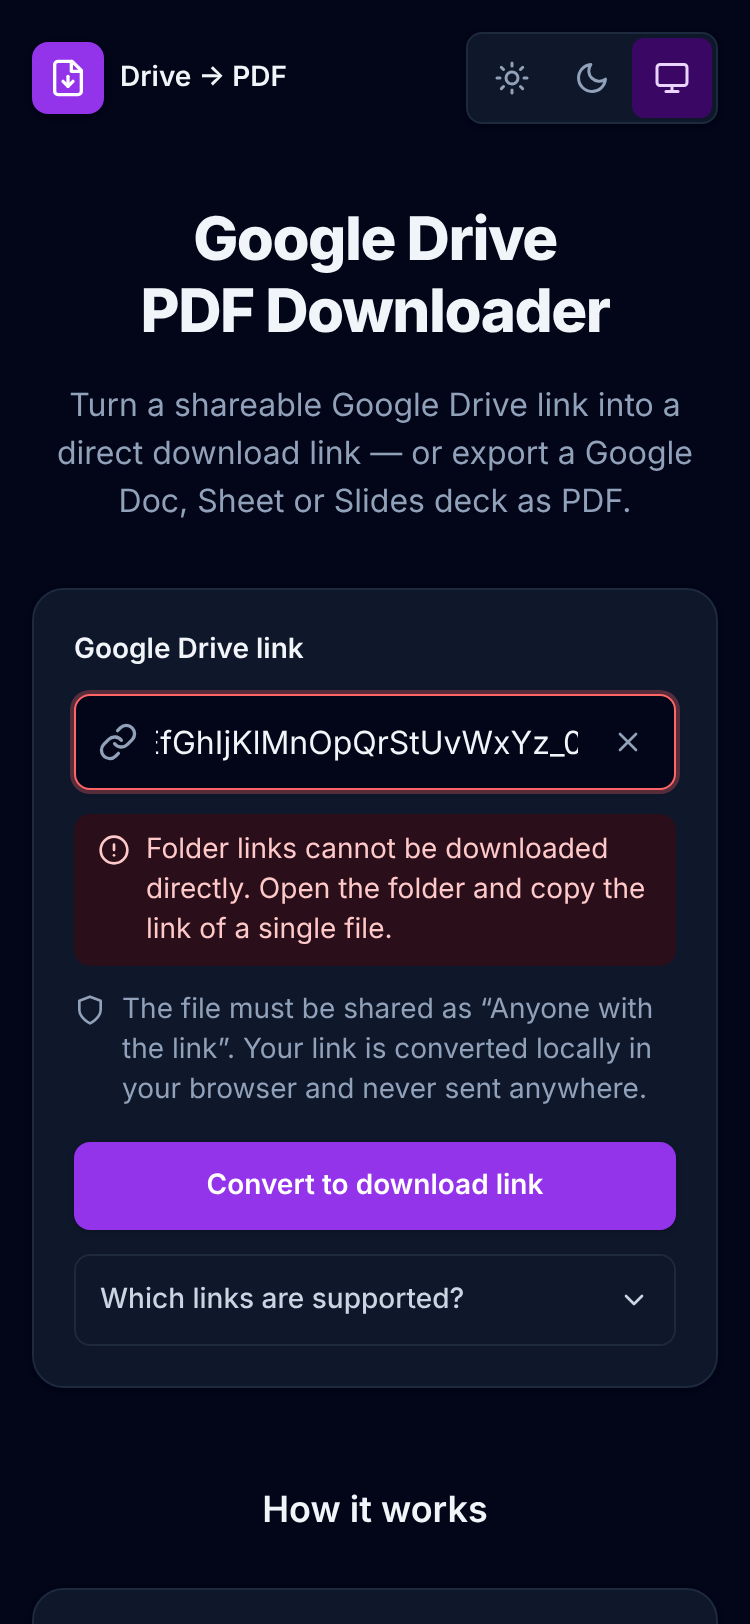 Drive → PDF
Google Drive
PDF Downloader
Turn a shareable Google Drive link into a
direct download link — or export a Google
Doc, Sheet or Slides deck as PDF.
Google Drive link
fGhIjKlMnOpQrStUvWxYz_0
Folder links cannot be downloaded
directly. Open the folder and copy the
link of a single file.
The file must be shared as “Anyone with
the link”. Your link is converted locally in
your browser and never sent anywhere.
Convert to download link
Which links are supported?
How it works